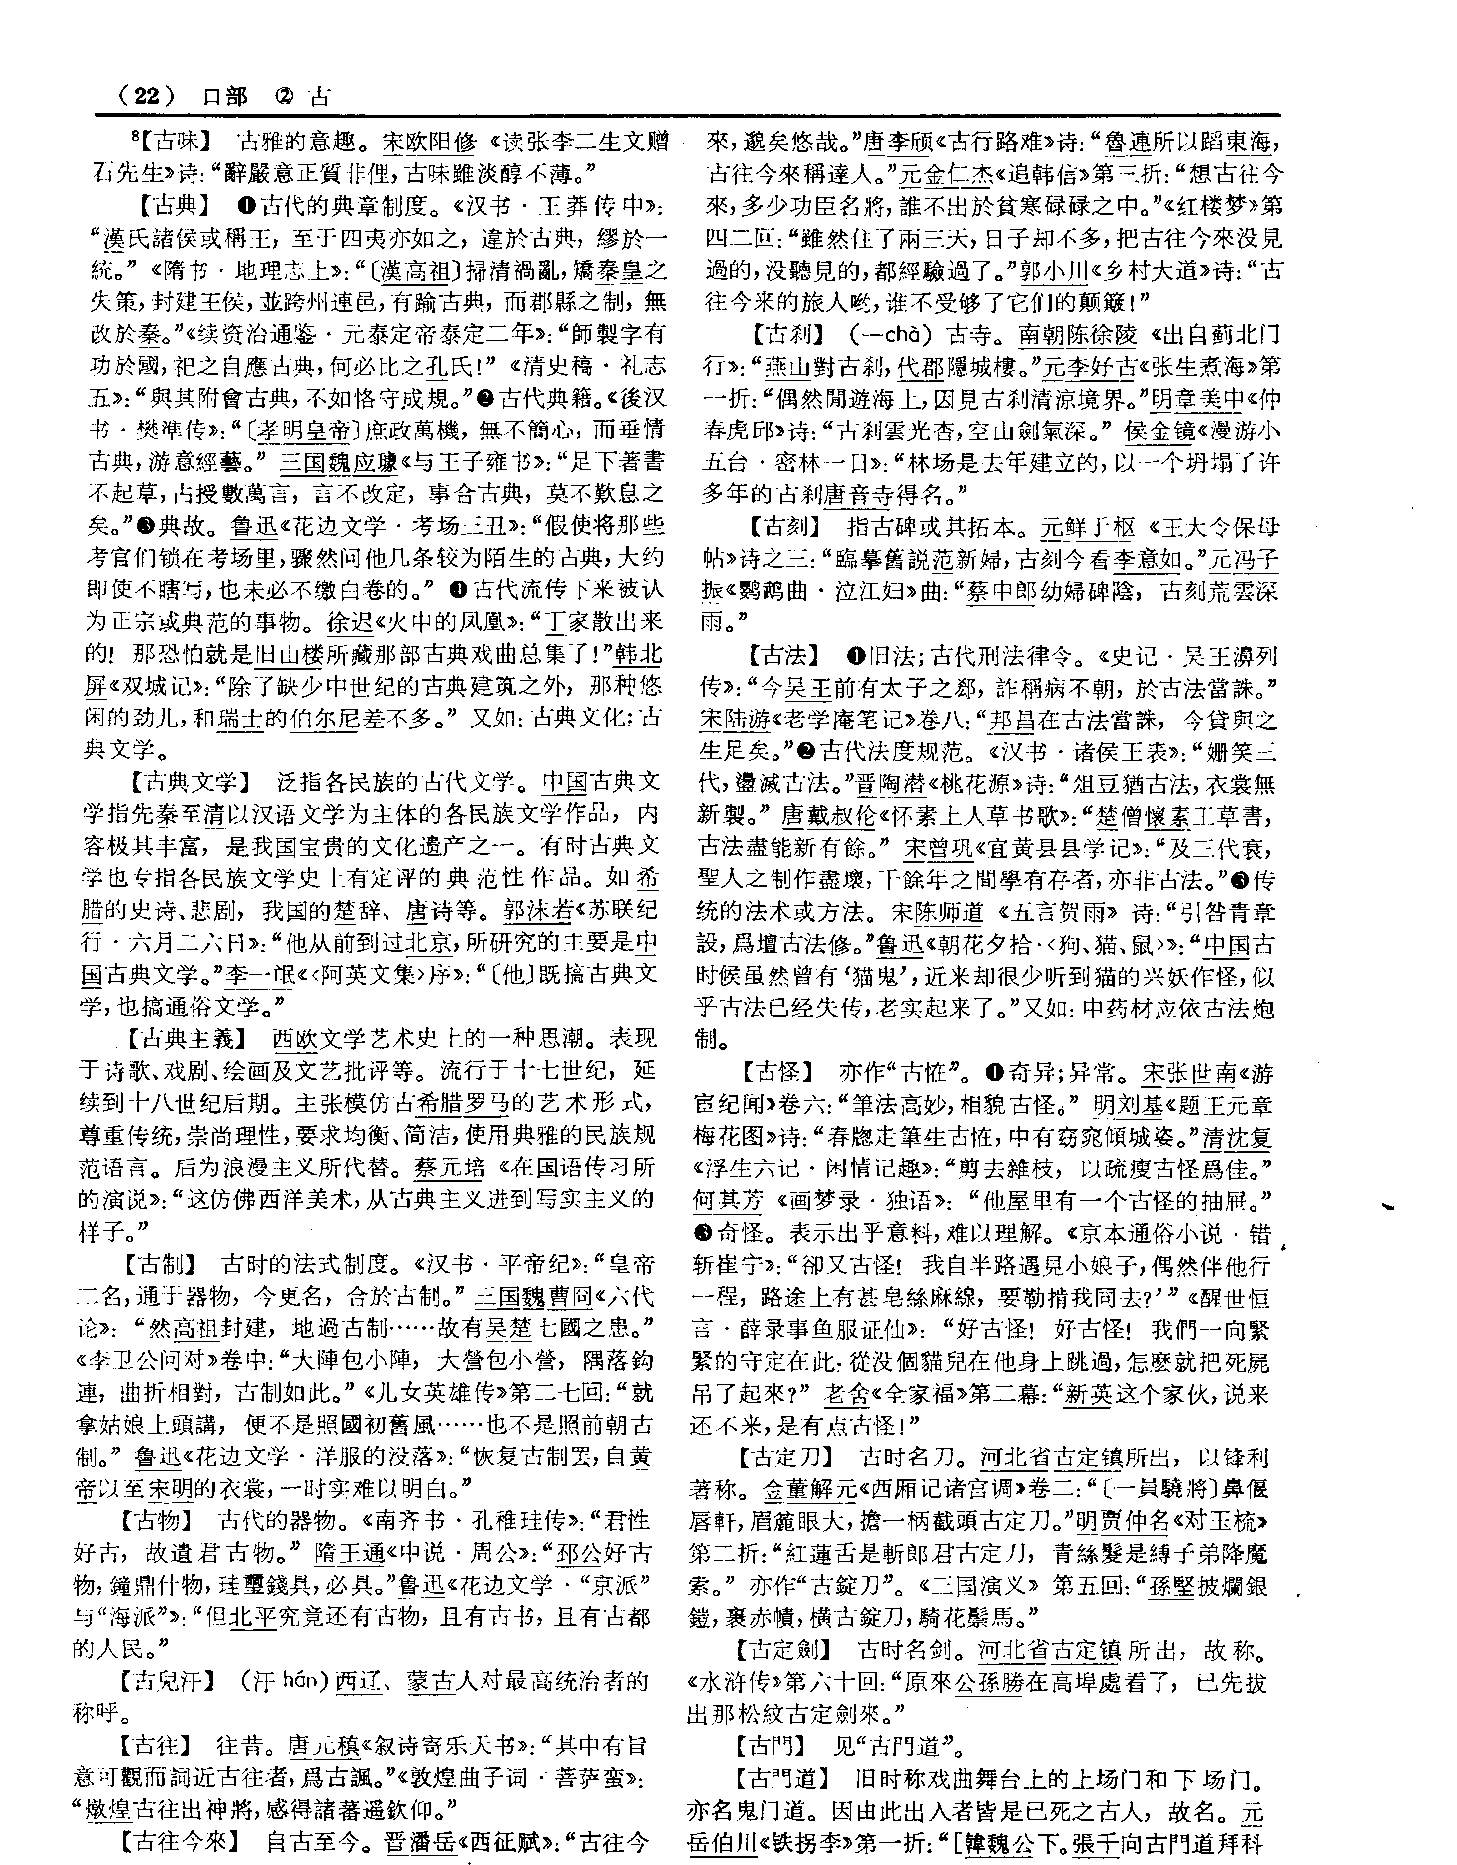 （22） 口部 ② 古
⁸【古味】 古雅的意趣。宋欧阳修《读张李二生文赠
石先生》诗：“辭嚴意正質非俚，古味雖淡醇不薄。”
【古典】 ❶古代的典章制度。《汉书·王莽传中》：
“漢氏諸侯或稱王，至于四夷亦如之，違於古典，繆於一
統。”《隋书·地理志上》：“〔漢高祖〕掃清禍亂，矯秦皇之
失策，封建王侯，並跨州連邑，有踰古典，而郡縣之制，無
改於秦。”《续资治通鉴·元泰定帝泰定二年》：“師製字有
功於國，祀之自應古典，何必比之孔氏！”《清史稿·礼志
五》：“與其附會古典，不如恪守成規。”❷古代典籍。《後汉
书·樊準传》：“〔孝明皇帝〕庶政萬機，無不簡心，而垂情
古典，游意經藝。”三国魏应璩《与王子雍书》：“足下著書
不起草，占授數萬言，言不改定，事合古典，莫不歎息之
矣。”❸典故。鲁迅《花边文学·考场三丑》：“假使将那些
考官们锁在考场里，骤然问他几条较为陌生的古典，大约
即使不瞎写，也未必不缴白卷的。”❹古代流传下来被认
为正宗或典范的事物。徐迟《火中的凤凰》：“丁家散出来
的！那恐怕就是旧山楼所藏那部古典戏曲总集了！”韩北
屏《双城记》：“除了缺少中世纪的古典建筑之外，那种悠
闲的劲儿，和瑞士的伯尔尼差不多。”又如：古典文化；古
典文学。
【古典文学】 泛指各民族的古代文学。中国古典文
学指先秦至清以汉语文学为主体的各民族文学作品，内
容极其丰富，是我国宝贵的文化遗产之一。有时古典文
学也专指各民族文学史上有定评的典范性作品。如希
腊的史诗、悲剧，我国的楚辞、唐诗等。郭沫若《苏联纪
行·六月二六日》：“他从前到过北京，所研究的主要是中
国古典文学。”李一氓《〈阿英文集〉序》：“〔他〕既搞古典文
学，也搞通俗文学。”
【古典主義】 西欧文学艺术史上的一种思潮。表现
于诗歌、戏剧、绘画及文艺批评等。流行于十七世纪，延
续到十八世纪后期。主张模仿古希腊罗马的艺术形式，
尊重传统，崇尚理性，要求均衡、简洁，使用典雅的民族规
范语言。后为浪漫主义所代替。蔡元培《在国语传习所
的演说》：“这仿佛西洋美术，从古典主义进到写实主义的
样子。”
【古制】 古时的法式制度。《汉书·平帝纪》：“皇帝
二名，通于器物，今更名，合於古制。”三国魏曹冏《六代
论》：“然高祖封建，地過古制……故有吴楚七國之患。”
《李卫公问对》卷中：“大陣包小陣，大營包小營，隅落鈎
連，曲折相對，古制如此。”《儿女英雄传》第二七回：“就
拿姑娘上頭講，便不是照國初舊風……也不是照前朝古
制。”鲁迅《花边文学·洋服的没落》：“恢复古制罢，自黄
帝以至宋明的衣裳，一时实难以明白。”
【古物】 古代的器物。《南齐书·孔稚珪传》：“君性
好古，故遺君古物。”隋王通《中说·周公》：“邳公好古
物，鐘鼎什物，珪璽錢具，必具。”鲁迅《花边文学·“京派”
与“海派”》：“但北平究竟还有古物，且有古书，且有古都
的人民。”
【古兒汗】 （汗 hán）西辽、蒙古人对最高统治者的
称呼。
【古往】 往昔。唐元稹《叙诗寄乐天书》：“其中有旨
意可觀而詞近古往者，爲古諷。”《敦煌曲子词·菩萨蛮》：
“燉煌古往出神將，感得諸蕃遥欽仰。”
【古往今來】 自古至今。晋潘岳《西征赋》：“古往今
來，邈矣悠哉。”唐李颀《古行路难》诗：“魯連所以蹈東海，
古往今來稱達人。”元金仁杰《追韩信》第三折：“想古往今
來，多少功臣名將，誰不出於貧寒碌碌之中。”《红楼梦》第
四二回：“雖然住了兩三天，日子却不多，把古往今來没見
過的，没聽見的，都經驗過了。”郭小川《乡村大道》诗：“古
往今来的旅人哟，谁不受够了它们的颠簸！”
【古刹】 （—chà）古寺。南朝陈徐陵《出自蓟北门
行》：“燕山對古刹，代郡隱城樓。”元李好古《张生煮海》第
一折：“偶然閒遊海上，因見古刹清涼境界。”明章美中《仲
春虎邱》诗：“古刹雲光杳，空山劍氣深。”侯金镜《漫游小
五台·密林一日》：“林场是去年建立的，以一个坍塌了许
多年的古刹唐音寺得名。”
【古刻】 指古碑或其拓本。元鲜于枢《王大令保母
帖》诗之三：“臨摹舊説范新婦，古刻今看李意如。”元冯子
振《鹦鹉曲·泣江妇》曲：“蔡中郎幼婦碑陰，古刻荒雲深
雨。”
【古法】 ❶旧法；古代刑法律令。《史记·吴王濞列
传》：“今吴王前有太子之郄，詐稱病不朝，於古法當誅。”
宋陆游《老学庵笔记》卷八：“邦昌在古法當誅，今貸與之
生足矣。”❷古代法度规范。《汉书·诸侯王表》：“姍笑三
代，盪滅古法。”晋陶潜《桃花源》诗：“俎豆猶古法，衣裳無
新製。”唐戴叔伦《怀素上人草书歌》：“楚僧懷素工草書，
古法盡能新有餘。”宋曾巩《宜黄县县学记》：“及三代衰，
聖人之制作盡壞，千餘年之間學有存者，亦非古法。”❸传
统的法术或方法。宋陈师道《五言贺雨》诗：“引咎青章
設，爲壇古法修。”鲁迅《朝花夕拾·〈狗、猫、鼠〉》：“中国古
时候虽然曾有‘猫鬼’，近来却很少听到猫的兴妖作怪，似
乎古法已经失传，老实起来了。”又如：中药材应依古法炮
制。
【古怪】 亦作“古恠”。❶奇异；异常。宋张世南《游
宦纪闻》卷六：“筆法高妙，相貌古怪。”明刘基《题王元章
梅花图》诗：“春牕走筆生古恠，中有窈窕傾城姿。”清沈复
《浮生六记·闲情记趣》：“剪去雜枝，以疏瘦古怪爲佳。”
何其芳《画梦录·独语》：“他屋里有一个古怪的抽屉。”
❸奇怪。表示出乎意料，难以理解。《京本通俗小说·错
斩崔宁》：“卻又古怪！我自半路遇見小娘子，偶然伴他行
一程，路途上有甚皂絲麻線，要勒掯我同去？’”《醒世恒
言·薛录事鱼服证仙》：“好古怪！好古怪！我們一向緊
緊的守定在此，從没個貓兒在他身上跳過，怎麽就把死屍
吊了起來？”老舍《全家福》第二幕：“新英这个家伙，说来
还不来，是有点古怪！”
【古定刀】 古时名刀。河北省古定镇所出，以锋利
著称。金董解元《西厢记诸宫调》卷二：“〔一員驍將〕鼻偃
唇軒，眉麄眼大，擔一柄截頭古定刀。”明贾仲名《对玉梳》
第二折：“紅蓮舌是斬郎君古定刀，青絲髮是縛子弟降魔
索。”亦作“古錠刀”。《三国演义》第五回：“孫堅披爛銀
鎧，裹赤幘，横古錠刀，騎花鬃馬。”
【古定劍】 古时名剑。河北省古定镇所出，故称。
《水浒传》第六十回：“原來公孫勝在高埠處看了，已先拔
出那松紋古定劍來。”
【古門】 见“古門道”。
【古門道】 旧时称戏曲舞台上的上场门和下场门。
亦名鬼门道。因由此出入者皆是已死之古人，故名。元
岳伯川《铁拐李》第一折：“〔韓魏公下。張千向古門道拜科